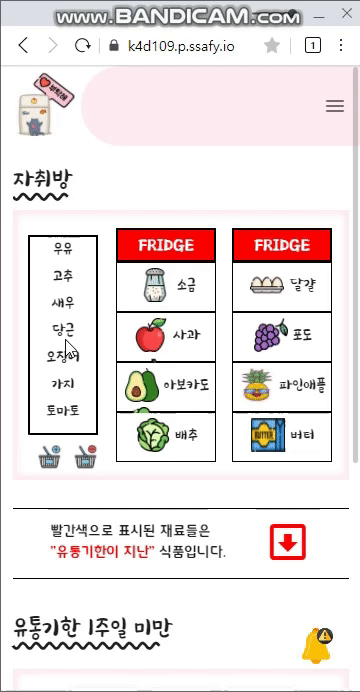 WWW.BANDICAM.COM
k4d109.p.ssafy.io
1
자취방
우유
고추
새우
당근
가지
토마토
FRIDGE
소금
사과
아보카도
배추
FRIDGE
달걀
포도
파인애플
BUTTER
버터
빨간색으로 표시된 재료들은
"유통기한이 지난" 식품입니다.
유통기한 1주일 미만